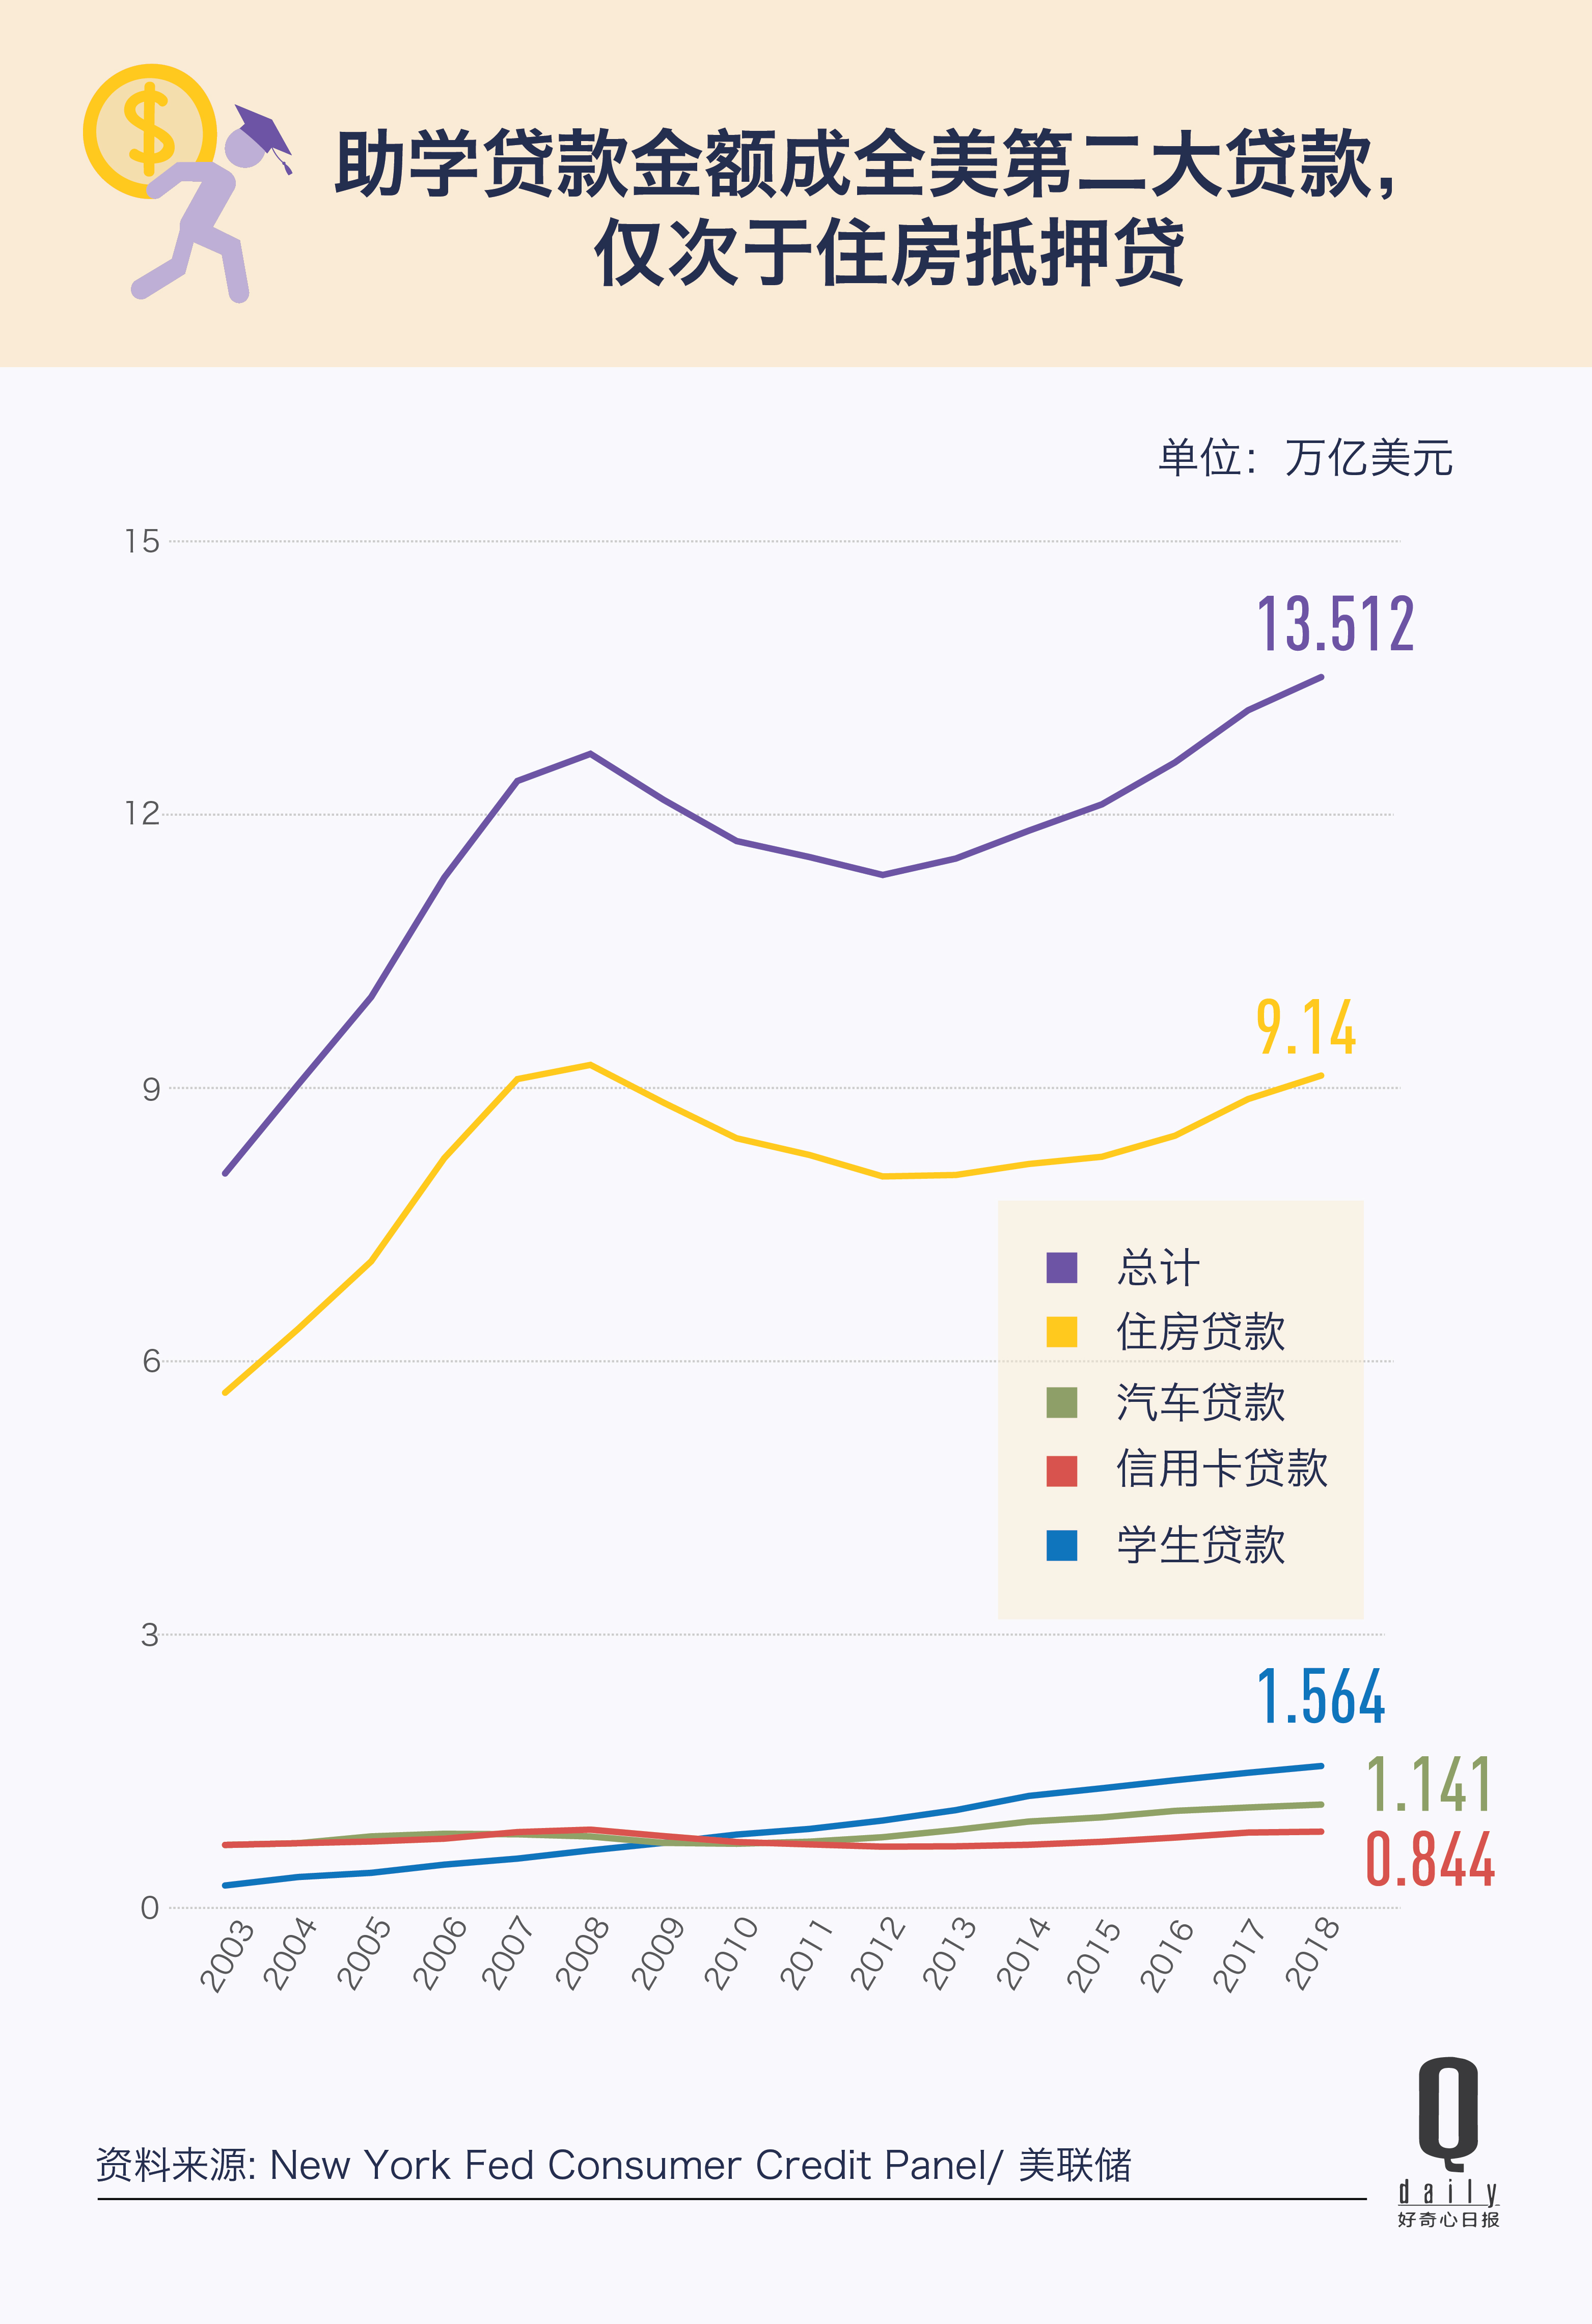 助学贷款金额成全美第二大贷款，
仅次于住房抵押贷
单位：万亿美元
15
13.512
12
9.14
9
总计
住房贷款
6
汽车贷款
信用卡贷款
学生贷款
3
1.564
1.141
0.844
0
2003 2004 2005 2006 2007 2008 2009 2010 2011 2012 2013 2014 2015 2016 2017 2018
资料来源: New York Fed Consumer Credit Panel/ 美联储
Q
daily
好奇心日报